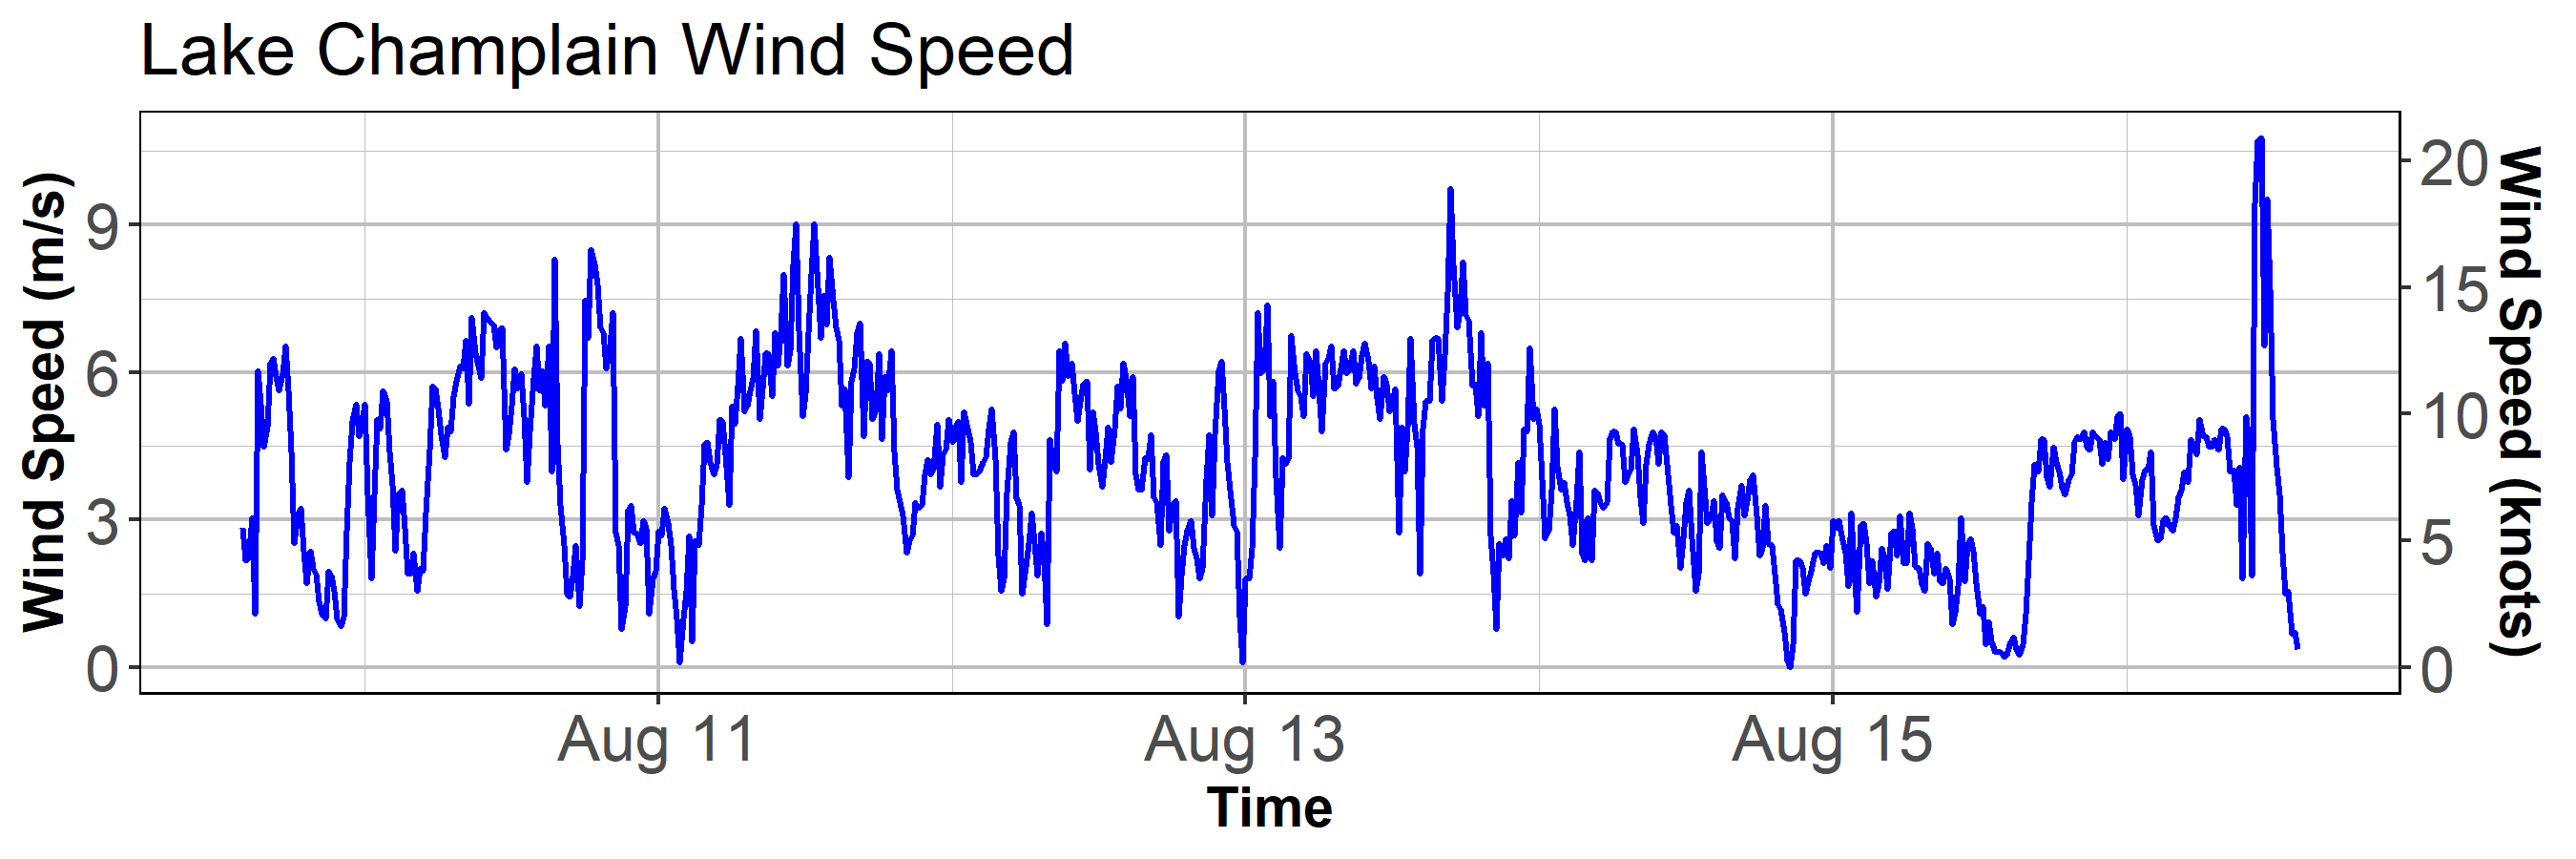 Lake Champlain Wind Speed
Wind Speed (m/s)
9
6
3
0
20
15
10
5
0
Wind Speed (knots)
Aug 11
Aug 13
Aug 15
Time